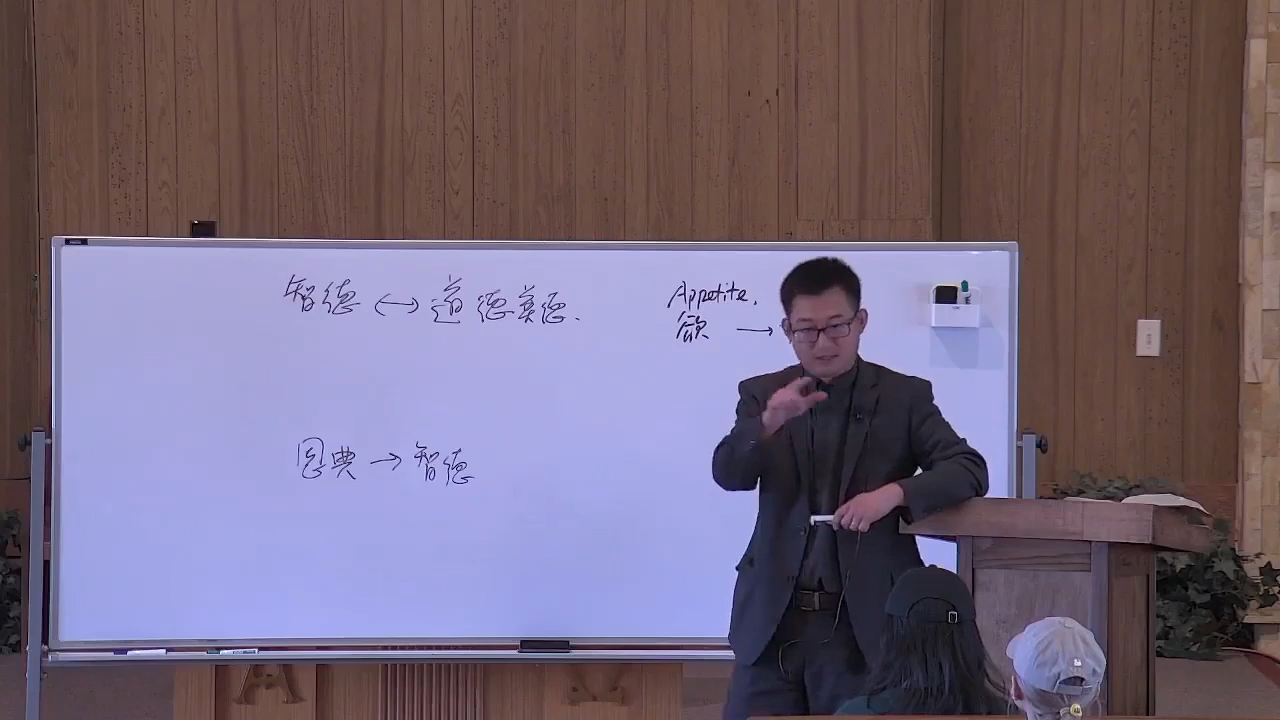 智德 ↔ 道德美德.
Appetite.
欲 →
恩典 → 智德